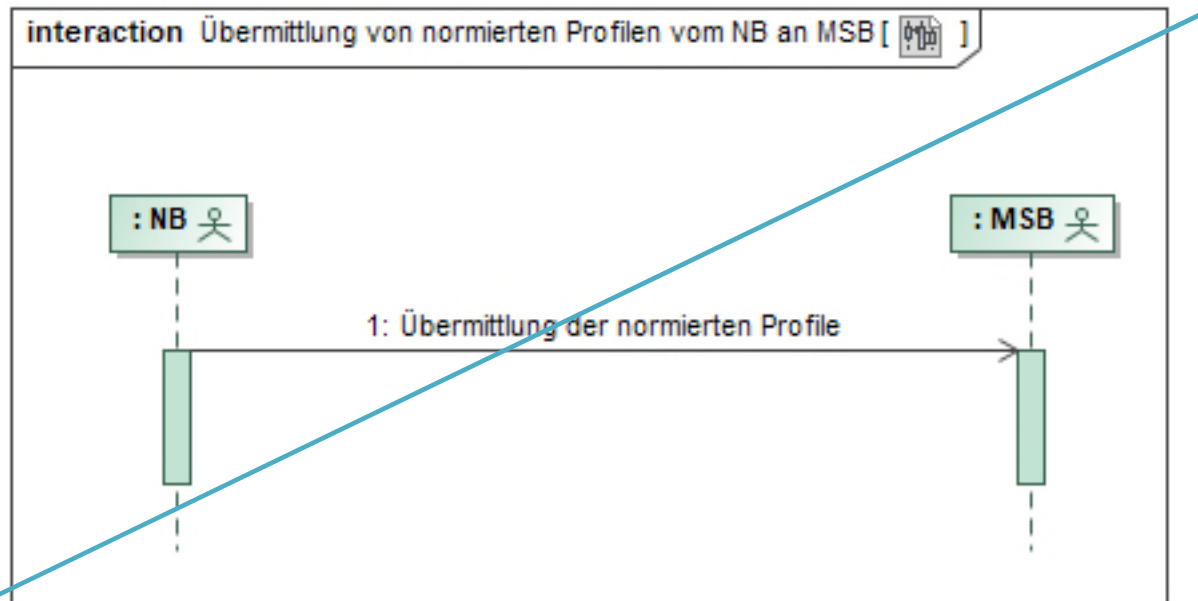 interaction Übermittlung von normierten Profilen vom NB an MSB [ ]
: NB
: MSB
1: Übermittlung der normierten Profile